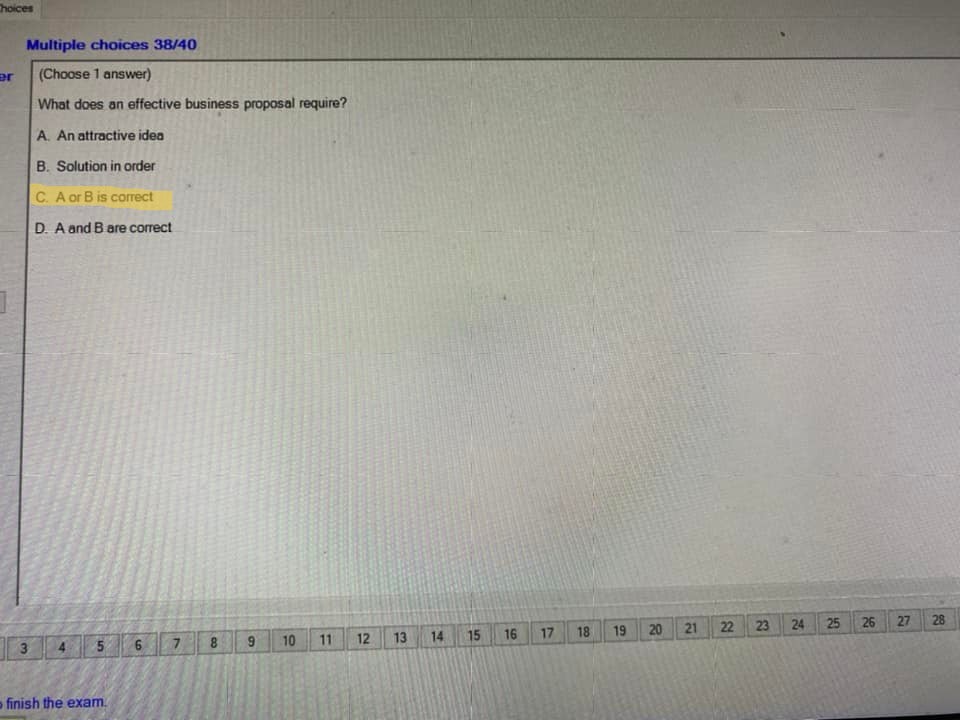 Choices
Multiple choices 38/40
er
(Choose 1 answer)
What does an effective business proposal require?
A. An attractive idea
B. Solution in order
C. A or B is correct
D. A and B are correct
3 4 5 6 7 8 9 10 11 12 13 14 15 16 17 18 19 20 21 22 23 24 25 26 27 28
finish the exam.